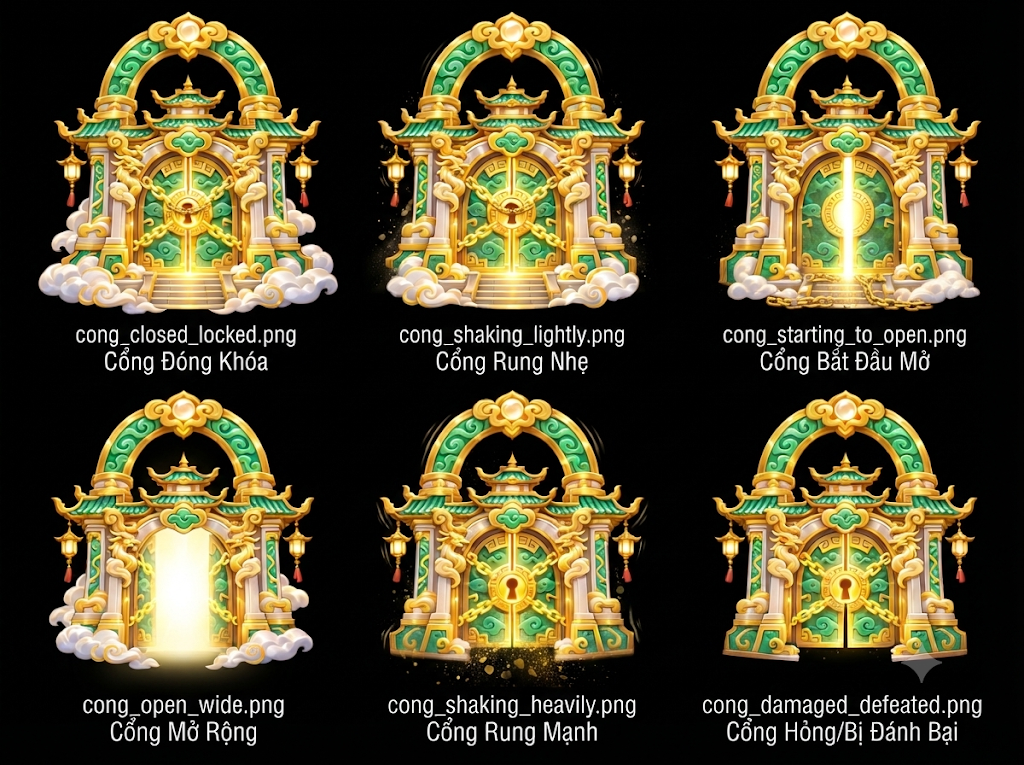 cong_closed_locked.png
Cổng Đóng Khóa
cong_shaking_lightly.png
Cổng Rung Nhẹ
cong_starting_to_open.png
Cổng Bắt Đầu Mở
cong_open_wide.png
Cổng Mở Rộng
cong_shaking_heavily.png
Cổng Rung Mạnh
cong_damaged_defeated.png
Cổng Hỏng/Bị Đánh Bại